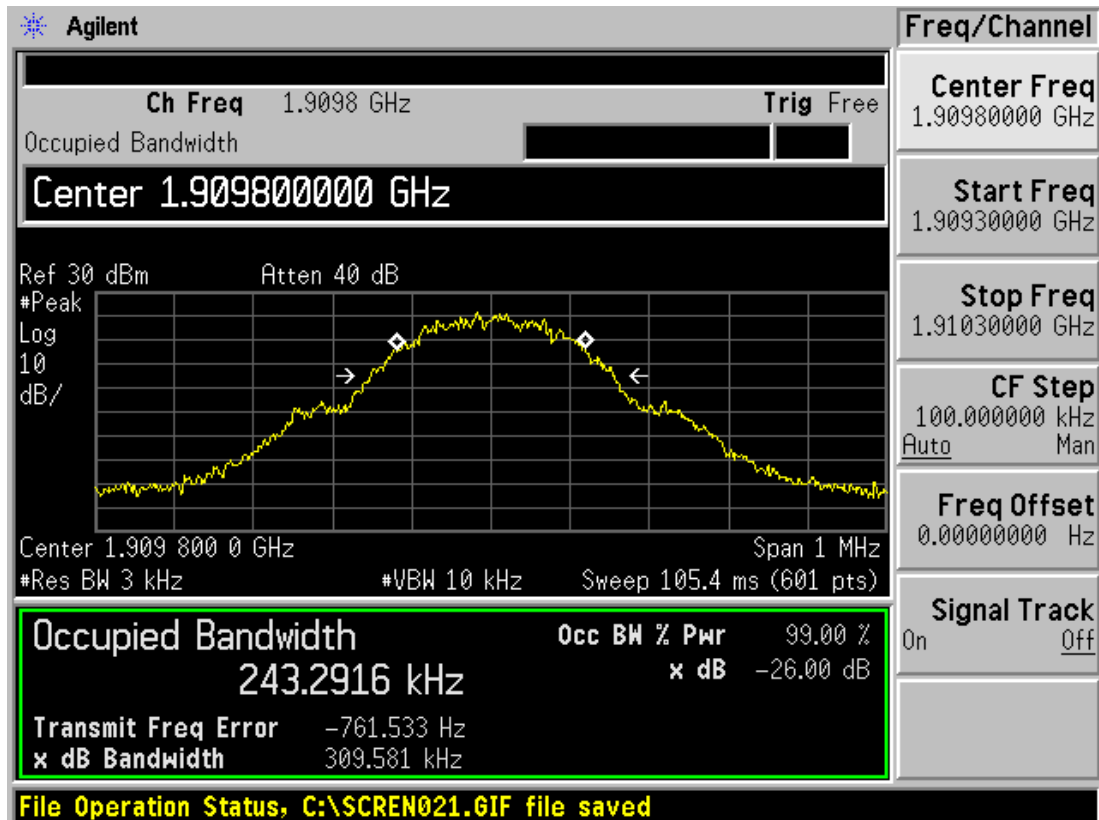 Agilent
Freq/Channel
Ch Freq 1.9098 GHz Trig Free
Occupied Bandwidth
Center 1.909800000 GHz
Ref 30 dBm Atten 40 dB
#Peak
Log
10
dB/
Center 1.909 800 0 GHz Span 1 MHz
#Res BW 3 kHz #VBW 10 kHz Sweep 105.4 ms (601 pts)
Occupied Bandwidth
243.2916 kHz
Occ BW % Pwr 99.00 %
x dB -26.00 dB
Transmit Freq Error -761.533 Hz
x dB Bandwidth 309.581 kHz
Center Freq
1.90980000 GHz
Start Freq
1.90930000 GHz
Stop Freq
1.91030000 GHz
CF Step
100.000000 kHz
Auto Man
Freq Offset
0.00000000 Hz
Signal Track
On Off
File Operation Status, C:\SCREN021.GIF file saved